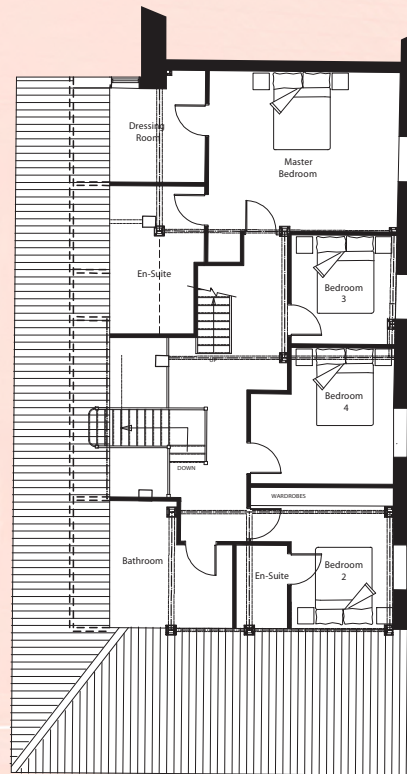 Dressing
Room
Master
Bedroom
En-Suite
Bedroom
3
Bedroom
4
DOWN
WARDROBES
Bathroom
En-Suite
Bedroom
2